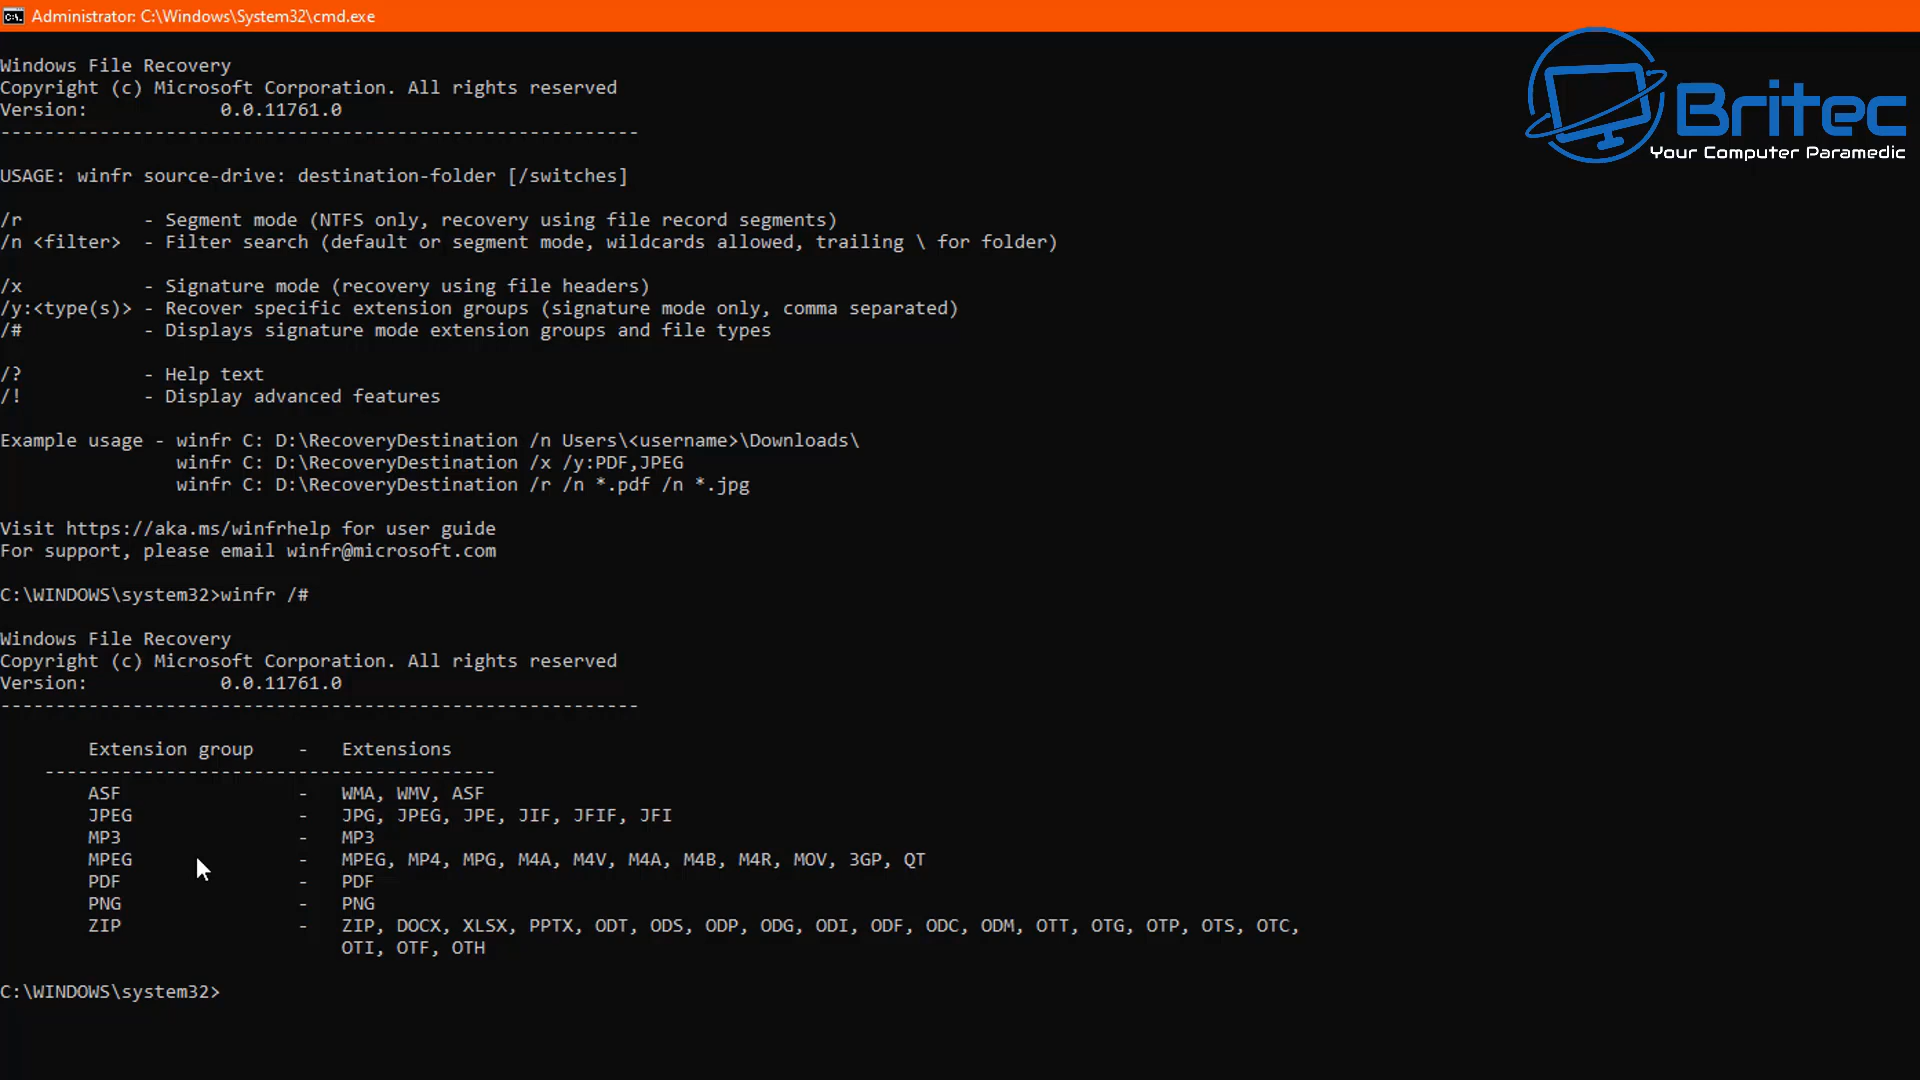 Administrator: C:\Windows\System32\cmd.exe
Britec
Your Computer Paramedic
Windows File Recovery
Copyright (c) Microsoft Corporation. All rights reserved
Version:            0.0.11761.0
----------------------------------------------------------
USAGE: winfr source-drive: destination-folder [/switches]
/r           - Segment mode (NTFS only, recovery using file record segments)
/n <filter>  - Filter search (default or segment mode, wildcards allowed, trailing \ for folder)
/x           - Signature mode (recovery using file headers)
/y:<type(s)> - Recover specific extension groups (signature mode only, comma separated)
/#           - Displays signature mode extension groups and file types
/?           - Help text
/!           - Display advanced features
Example usage - winfr C: D:\RecoveryDestination /n Users\<username>\Downloads\
winfr C: D:\RecoveryDestination /x /y:PDF,JPEG
winfr C: D:\RecoveryDestination /r /n *.pdf /n *.jpg
Visit https://aka.ms/winfrhelp for user guide
For support, please email winfr@microsoft.com
C:\WINDOWS\system32>winfr /#
Windows File Recovery
Copyright (c) Microsoft Corporation. All rights reserved
Version:            0.0.11761.0
----------------------------------------------------------
Extension group    -   Extensions
-----------------------------------------
ASF                -   WMA, WMV, ASF
JPEG               -   JPG, JPEG, JPE, JIF, JFIF, JFI
MP3                -   MP3
MPEG               -   MPEG, MP4, MPG, M4A, M4V, M4A, M4B, M4R, MOV, 3GP, QT
PDF                -   PDF
PNG                -   PNG
ZIP                -   ZIP, DOCX, XLSX, PPTX, ODT, ODS, ODP, ODG, ODI, ODF, ODC, ODM, OTT, OTG, OTP, OTS, OTC,
OTI, OTF, OTH
C:\WINDOWS\system32>